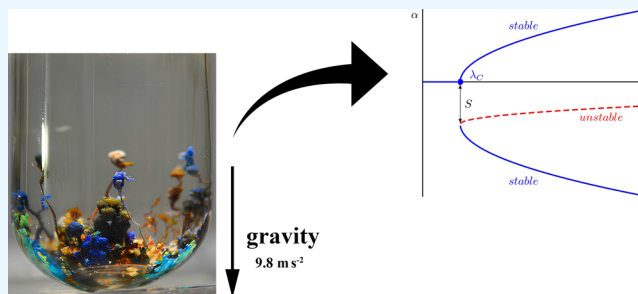 α
stable
λC
S
unstable
stable
gravity
9.8 m s-2